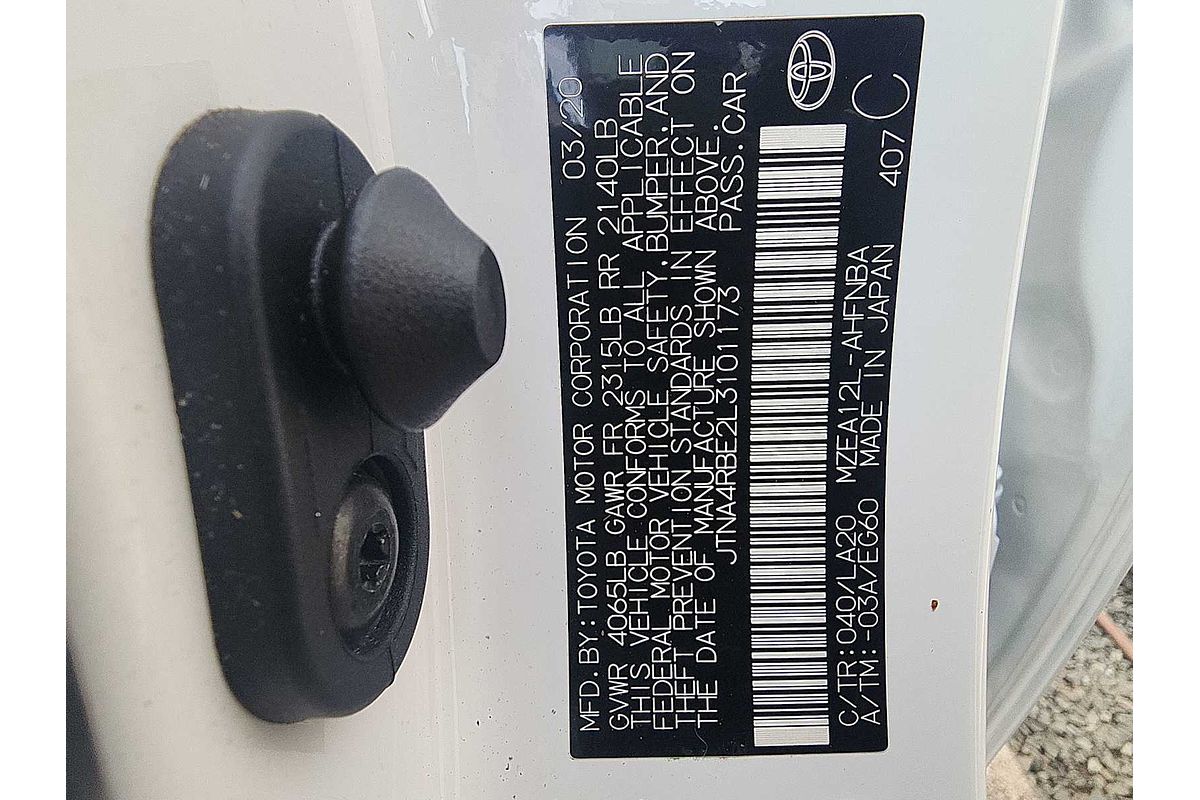 MFD.BY:TOYOTA MOTOR CORPORATION 03/20
GVWR 4065LB GAWR FR 2315LB RR 2140LB
THIS VEHICLE CONFORMS TO ALL APPLICABLE
FEDERAL MOTOR VEHICLE SAFETY,BUMPER,AND
THEFT PREVENTION STANDARDS IN EFFECT ON
THE DATE OF MANUFACTURE SHOWN ABOVE.
JTNA4RBE2L3101173 PASS.CAR
C/TR:040/LA20 MZEA12L-AHFNBA
A/TM:-03A/EG60 MADE IN JAPAN 407 C